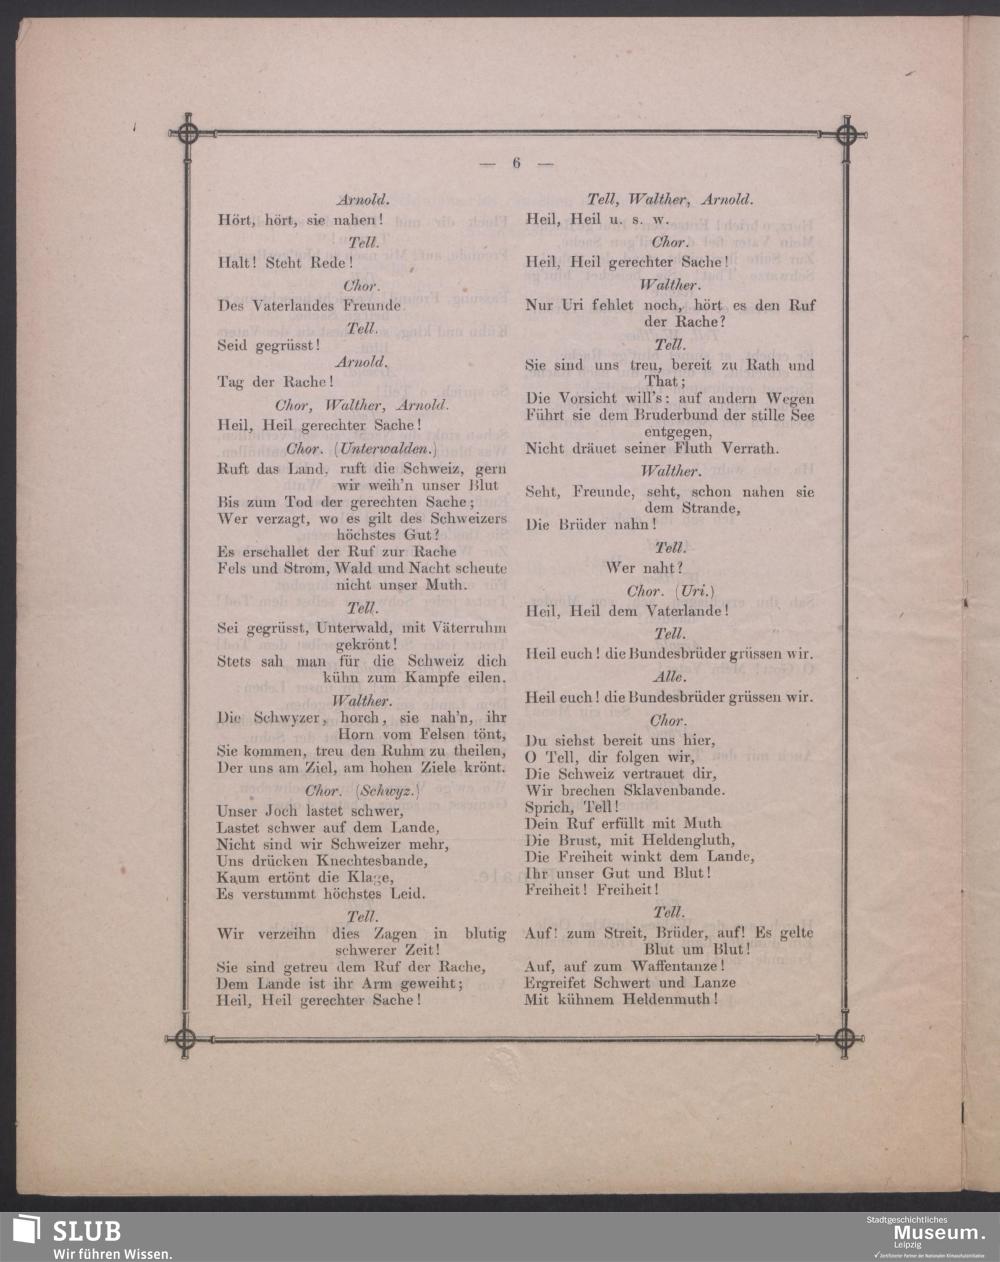 — 6 —
Arnold.
Hört, hört, sie nahen!
Tell.
Halt! Steht Rede!
Chor.
Des Vaterlandes Freunde
Tell.
Seid gegrüsst!
Arnold.
Tag der Rache!
Chor, Walther, Arnold.
Heil, Heil gerechter Sache!
Chor. (Unterwalden.)
Ruft das Land, ruft die Schweiz, gern
wir weih'n unser Blut
Bis zum Tod der gerechten Sache;
Wer verzagt, wo es gilt des Schweizers
höchstes Gut?
Es erschallet der Ruf zur Rache
Fels und Strom, Wald und Nacht scheute
nicht unser Muth.
Tell.
Sei gegrüsst, Unterwald, mit Väterruhm
gekrönt!
Stets sah man für die Schweiz dich
kühn zum Kampfe eilen.
Walther.
Die Schwyzer, horch, sie nah'n, ihr
Horn vom Felsen tönt,
Sie kommen, treu den Ruhm zu theilen,
Der uns am Ziel, am hohen Ziele krönt.
Chor. (Schwyz.)
Unser Joch lastet schwer,
Lastet schwer auf dem Lande,
Nicht sind wir Schweizer mehr,
Uns drücken Knechtesbande,
Kaum ertönt die Klage,
Es verstummt höchstes Leid.
Tell.
Wir verzeihn dies Zagen in blutig
schwerer Zeit!
Sie sind getreu dem Ruf der Rache,
Dem Lande ist ihr Arm geweiht;
Heil, Heil gerechter Sache!
Tell, Walther, Arnold.
Heil, Heil u. s. w.
Chor.
Heil, Heil gerechter Sache!
Walther.
Nur Uri fehlet noch, hört es den Ruf
der Rache?
Tell.
Sie sind uns treu, bereit zu Rath und
That;
Die Vorsicht will's: auf andern Wegen
Führt sie dem Bruderbund der stille See
entgegen,
Nicht dräuet seiner Fluth Verrath.
Walther.
Seht, Freunde, seht, schon nahen sie
dem Strande,
Die Brüder nahn!
Tell.
Wer naht?
Chor. (Uri.)
Heil, Heil dem Vaterlande!
Tell.
Heil euch! die Bundesbrüder grüssen wir.
Alle.
Heil euch! die Bundesbrüder grüssen wir.
Chor.
Du siehst bereit uns hier,
O Tell, dir folgen wir,
Die Schweiz vertrauet dir,
Wir brechen Sklavenbande.
Sprich, Tell!
Dein Ruf erfüllt mit Muth
Die Brust, mit Heldengluth,
Die Freiheit winkt dem Lande,
Ihr unser Gut und Blut!
Freiheit! Freiheit!
Tell.
Auf! zum Streit, Brüder, auf! Es gelte
Blut um Blut!
Auf, auf zum Waffentanze!
Ergreifet Schwert und Lanze
Mit kühnem Heldenmuth!
SLUB
Wir führen Wissen.
Stadtgeschichtliches
Museum.
Leipzig
Zertifizierter Partner der Nationalen Klimaschutzinitiative